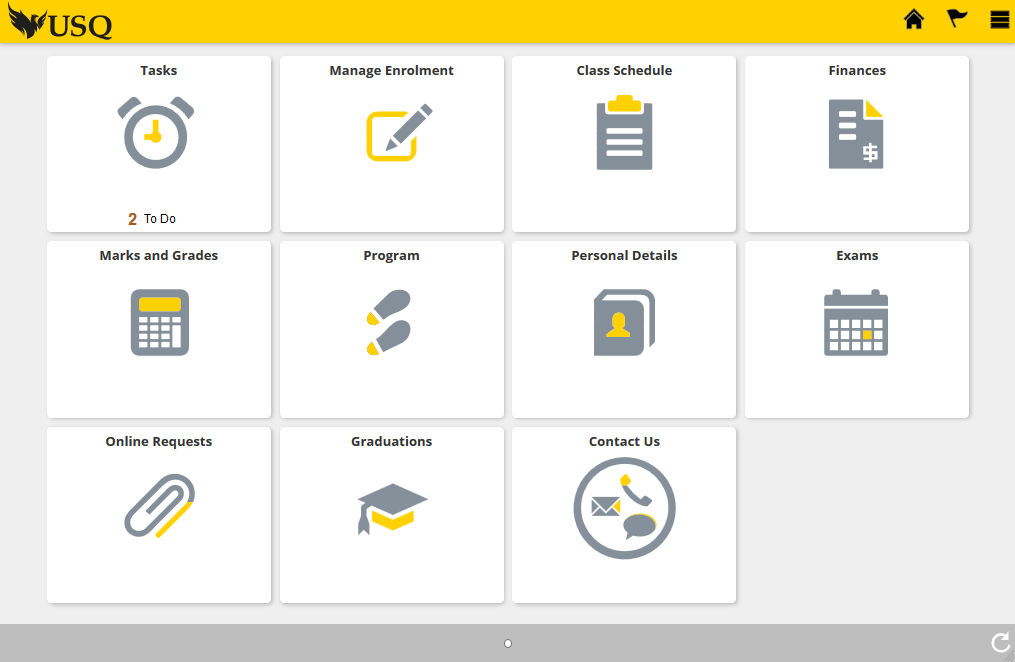 USQ
Tasks
Manage Enrolment
Class Schedule
Finances
$
2 To Do
Marks and Grades
Program
Personal Details
Exams
Online Requests
Graduations
Contact Us